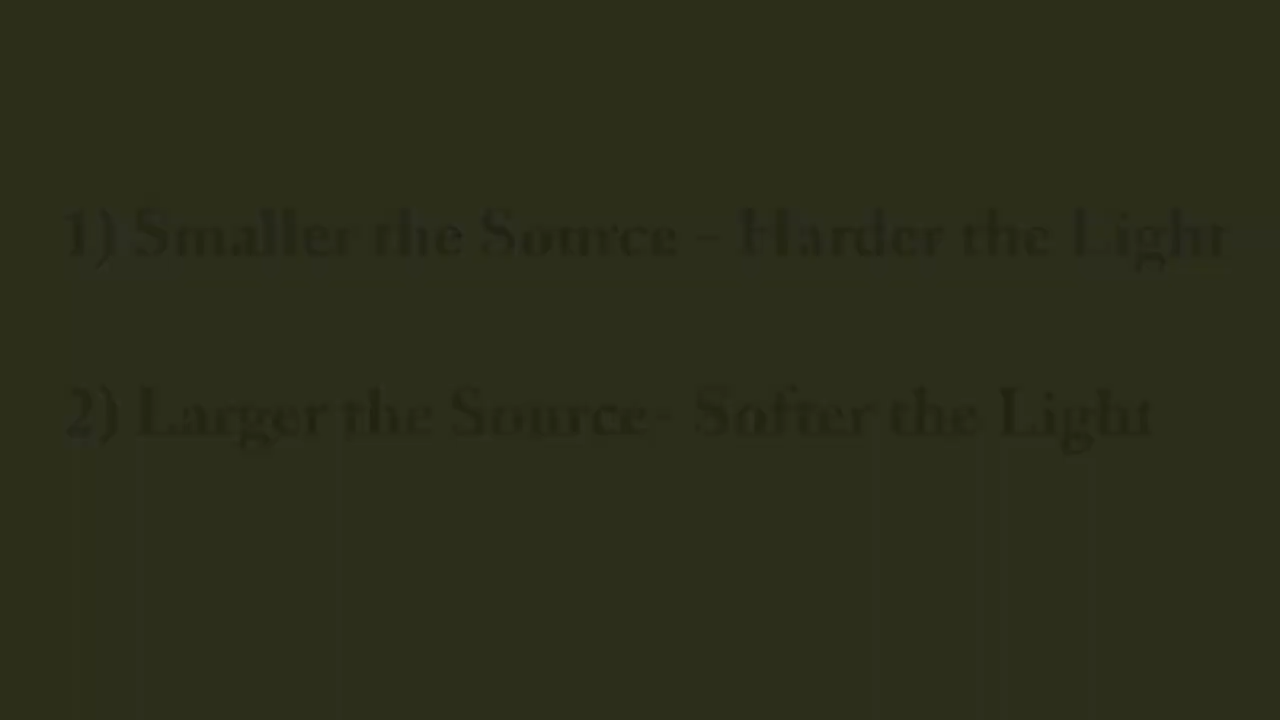 1) Smaller the Source - Harder the Light
2) Larger the Source- Softer the Light